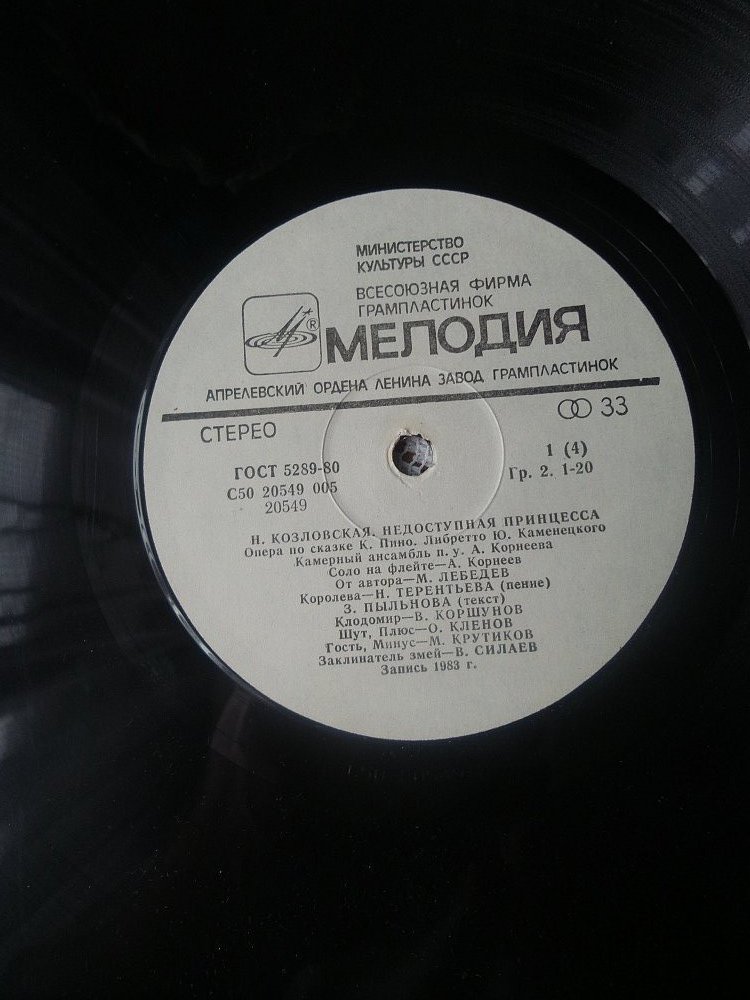 МИНИСТЕРСТВО
КУЛЬТУРЫ СССР
ВСЕСОЮЗНАЯ ФИРМА
ГРАМПЛАСТИНОК
® МЕЛОДИЯ
АПРЕЛЕВСКИЙ ОРДЕНА ЛЕНИНА ЗАВОД ГРАМПЛАСТИНОК
СТЕРЕО
33
ГОСТ 5289-80
С50 20549 005
20549
1 (4)
Гр. 2. 1-20
Н. КОЗЛОВСКАЯ. НЕДОСТУПНАЯ ПРИНЦЕССА
Опера по сказке К. Пино. Либретто Ю. Каменецкого
Камерный ансамбль п. у. А. Корнеева
Соло на флейте—А. Корнеев
От автора—М. ЛЕБЕДЕВ
Королева—Н. ТЕРЕНТЬЕВА (пение)
З. ПЫЛЬНОВА (текст)
Клодомир—В. КОРШУНОВ
Шут, Плюс—О. КЛЕНОВ
Гость, Минус—М. КРУТИКОВ
Заклинатель змей—В. СИЛАЕВ
Запись 1983 г.